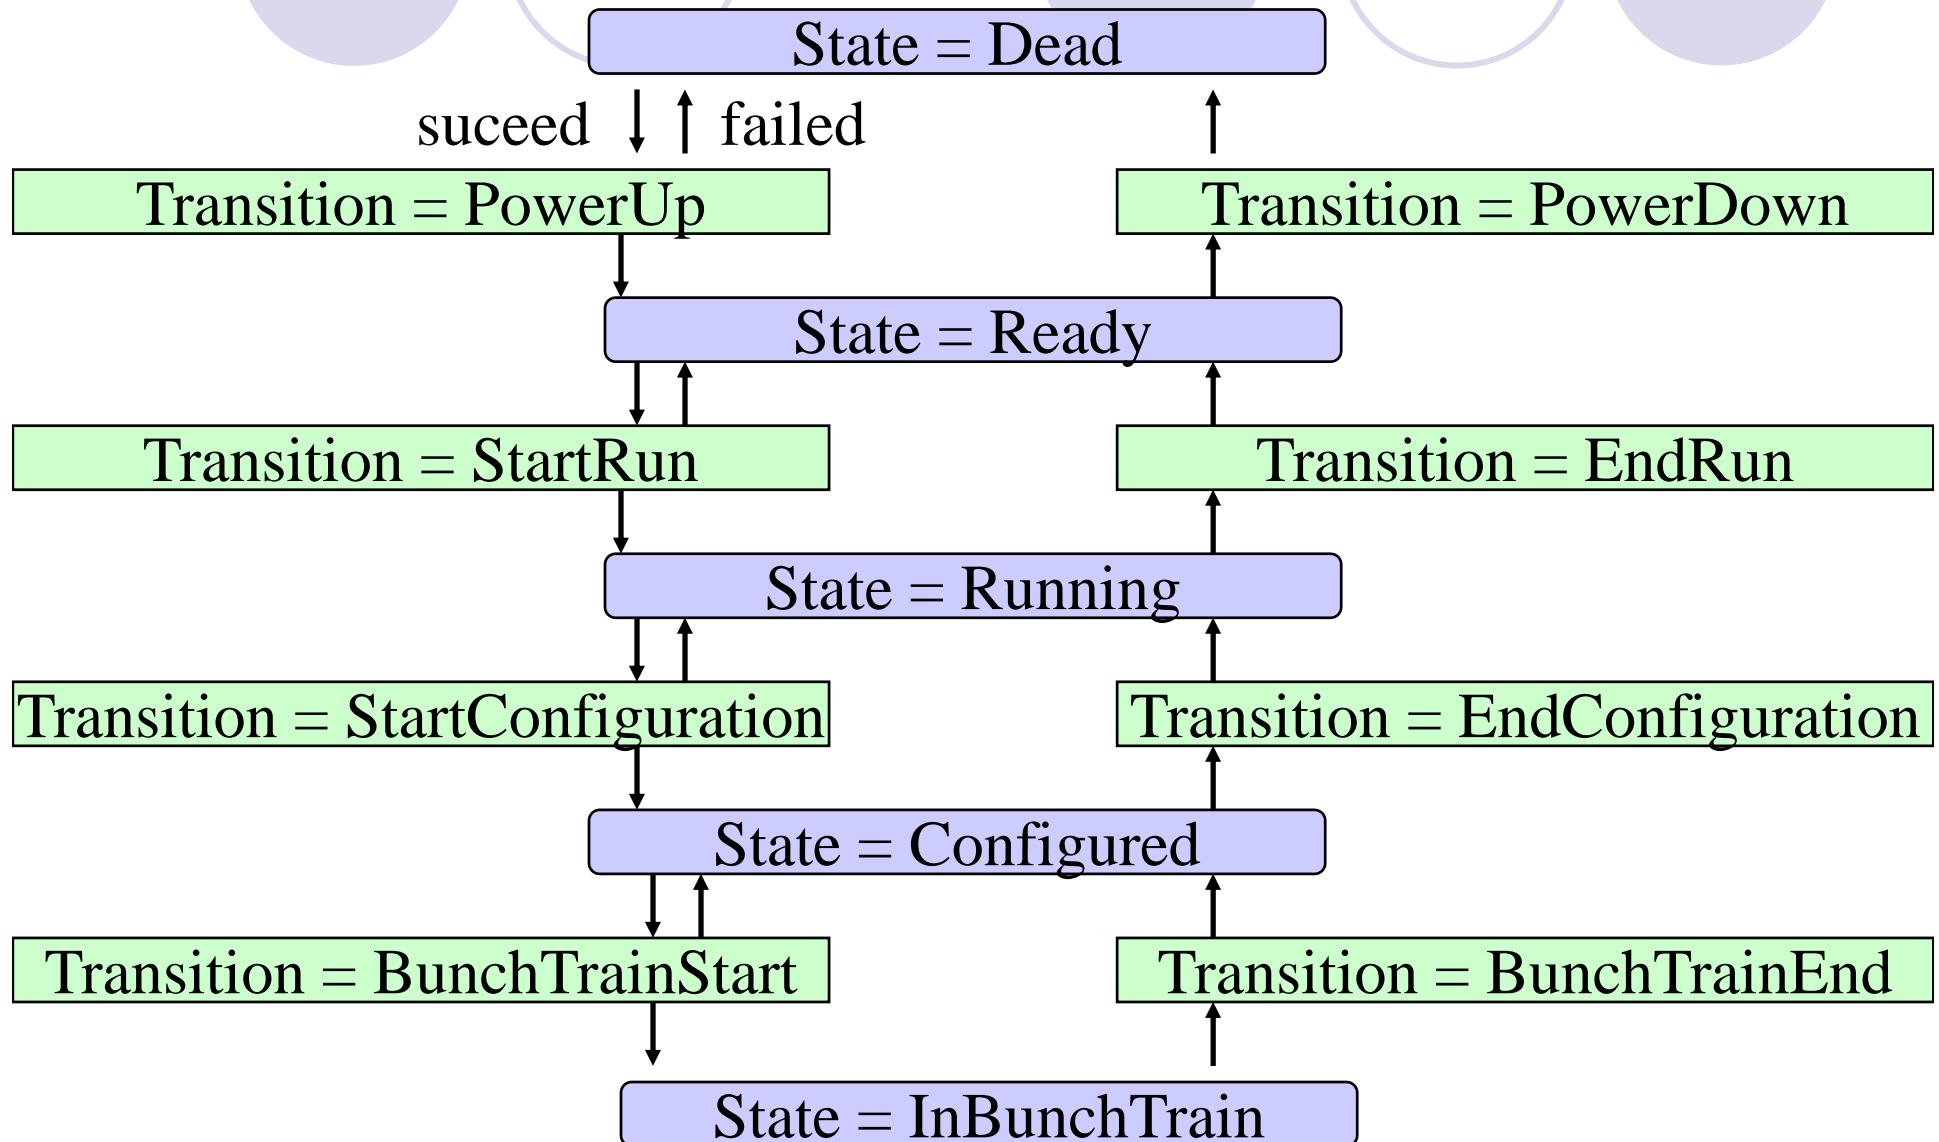 State = Dead
suceed
failed
Transition = PowerUp
Transition = PowerDown
State = Ready
Transition = StartRun
Transition = EndRun
State = Running
Transition = StartConfiguration
Transition = EndConfiguration
State = Configured
Transition = BunchTrainStart
Transition = BunchTrainEnd
State = InBunchTrain